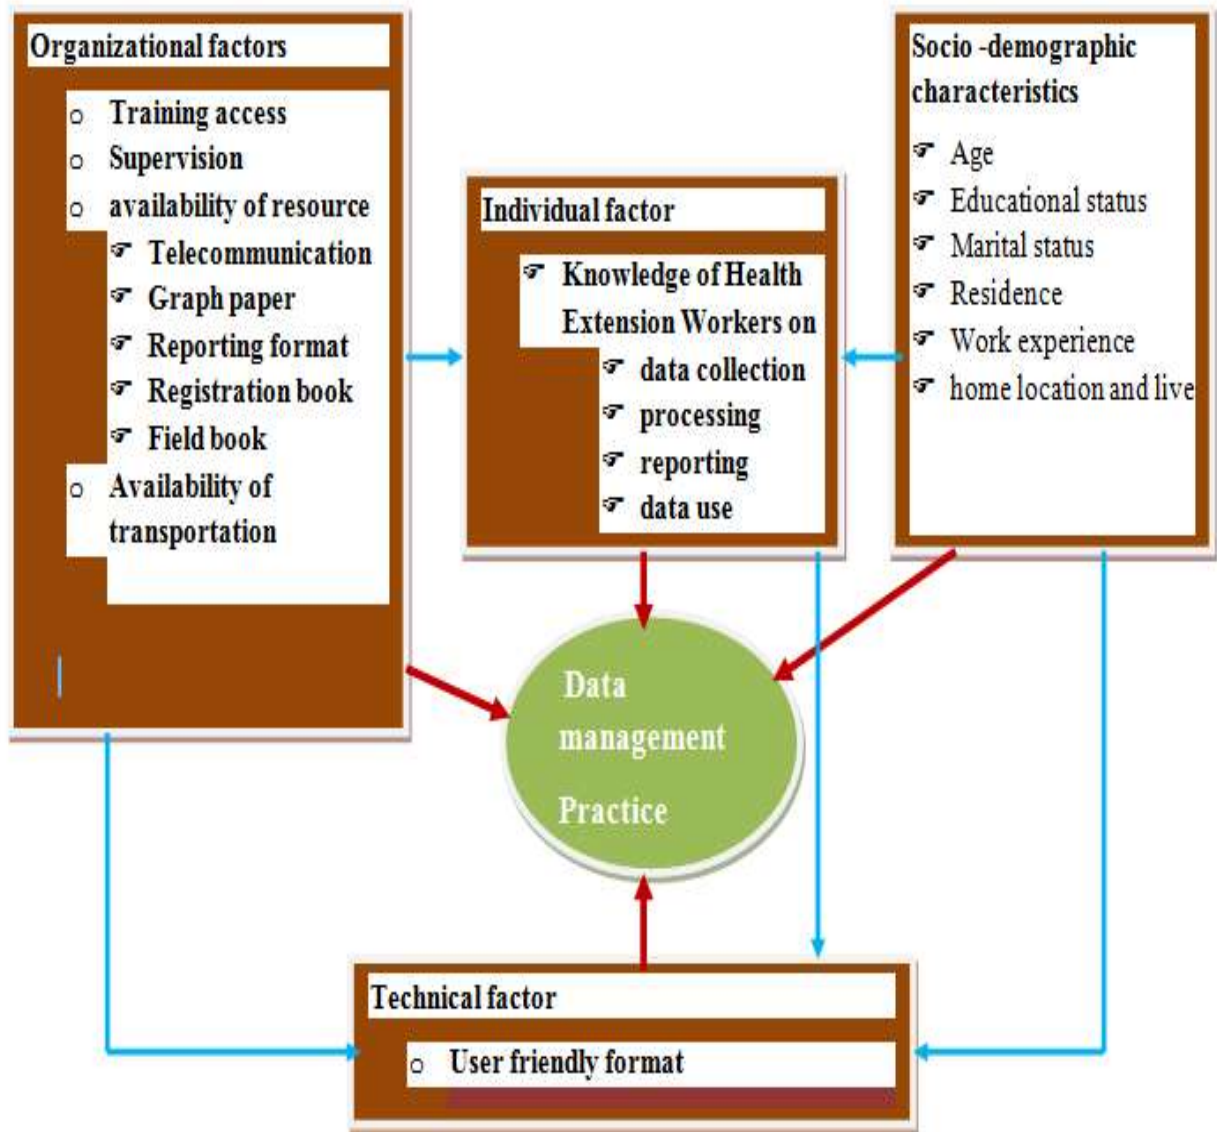 Organizational factors
Training access
Supervision
availability of resource
Telecommunication
Graph paper
Reporting format
Registration book
Field book
Availability of
transportation
Individual factor
Knowledge of Health
Extension Workers on
data collection
processing
reporting
data use
Socio -demographic
characteristics
Age
Educational status
Marital status
Residence
Work experience
home location and live
Data
management
Practice
Technical factor
User friendly format